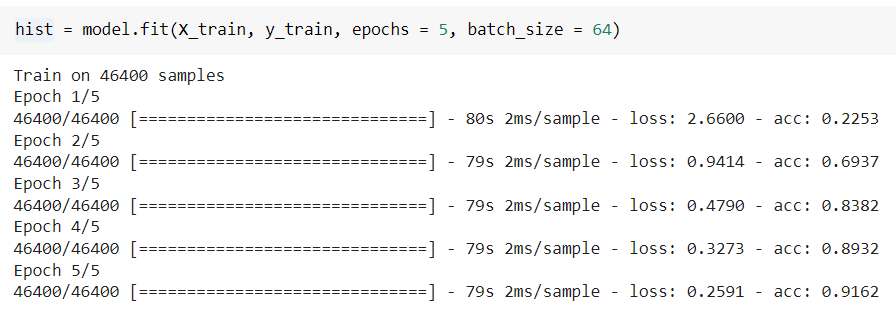 hist = model.fit(X_train, y_train, epochs = 5, batch_size = 64)
Train on 46400 samples
Epoch 1/5
46400/46400 [==============================] - 80s 2ms/sample - loss: 2.6600 - acc: 0.2253
Epoch 2/5
46400/46400 [==============================] - 79s 2ms/sample - loss: 0.9414 - acc: 0.6937
Epoch 3/5
46400/46400 [==============================] - 79s 2ms/sample - loss: 0.4790 - acc: 0.8382
Epoch 4/5
46400/46400 [==============================] - 79s 2ms/sample - loss: 0.3273 - acc: 0.8932
Epoch 5/5
46400/46400 [==============================] - 79s 2ms/sample - loss: 0.2591 - acc: 0.9162